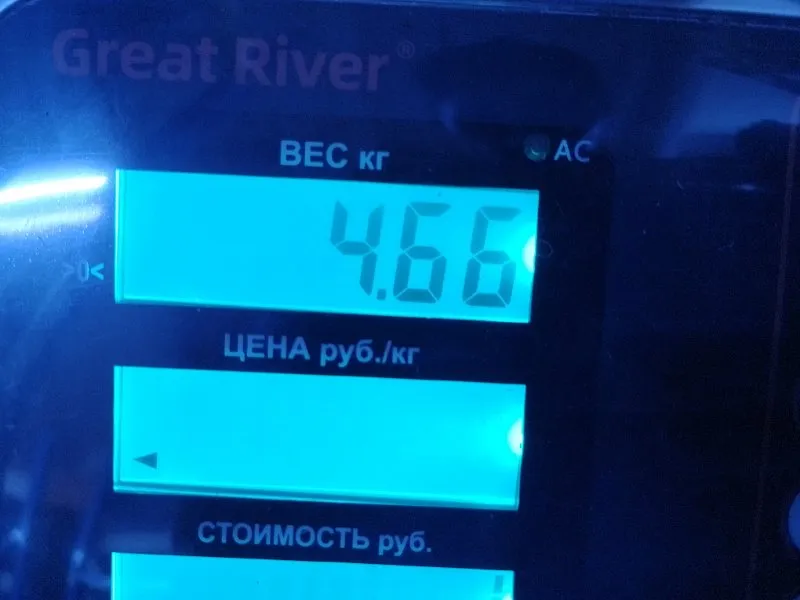 Great River®
ВЕС кг
AC
4.66
>0<
ЦЕНА руб./кг
СТОИМОСТЬ руб.